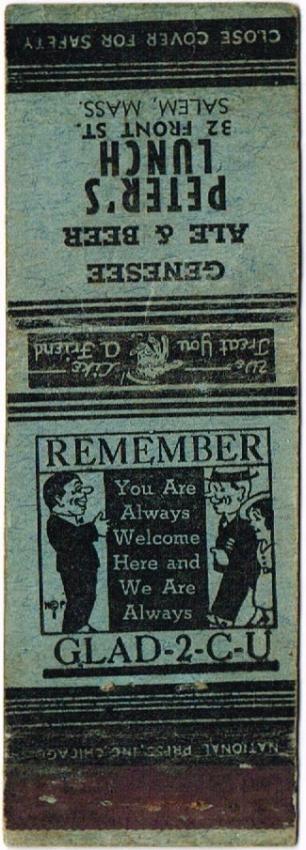 CLOSE COVER FOR SAFETY
GENESEE
ALE & BEER
PETER'S
LUNCH
32 FRONT ST.
SALEM, MASS.
We Treat You
Like A Friend
REMEMBER
You Are
Always
Welcome
Here and
We Are
Always
GLAD-2-C-U
HOP
NATIONAL PRESS, INC. CHICAGO